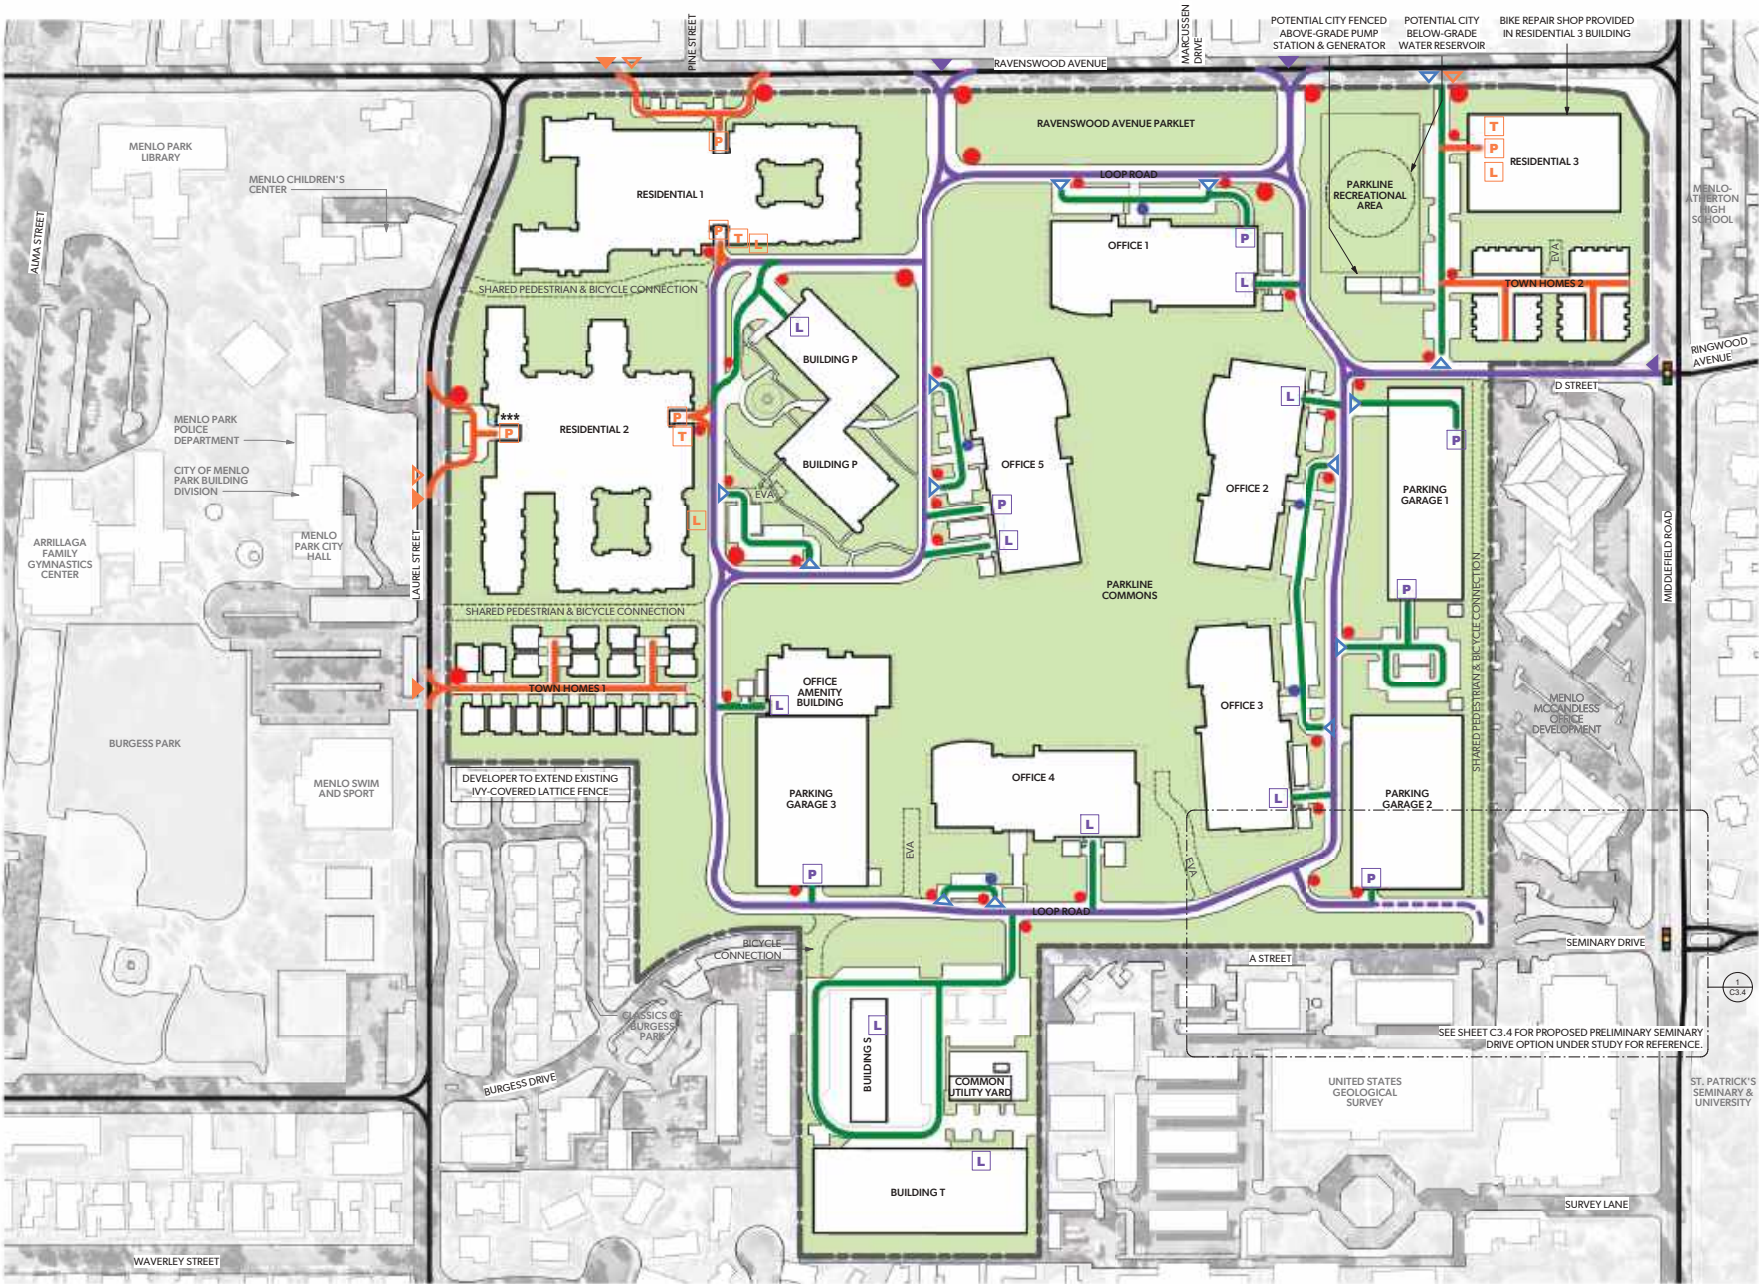 POTENTIAL CITY FENCED
ABOVE-GRADE PUMP
STATION & GENERATOR
POTENTIAL CITY
BELOW-GRADE
WATER RESERVOIR
BIKE REPAIR SHOP PROVIDED
IN RESIDENTIAL 3 BUILDING
PINE STREET
MARCUSSEN
DRIVE
RAVENSWOOD AVENUE
RAVENSWOOD AVENUE PARKLET
MENLO PARK
LIBRARY
MENLO CHILDREN'S
CENTER
ALMA STREET
P
RESIDENTIAL 1
P
T
L
LOOP ROAD
OFFICE 1
P
L
PARKLINE
RECREATIONAL
AREA
T
P
L
RESIDENTIAL 3
MENLO-
ATHERTON
HIGH
SCHOOL
EVA
TOWN HOMES 2
SHARED PEDESTRIAN & BICYCLE CONNECTION
L
BUILDING P
RINGWOOD
AVENUE
D STREET
MENLO PARK
POLICE
DEPARTMENT
CITY OF MENLO
PARK BUILDING
DIVISION
***
P
RESIDENTIAL 2
P
T
L
BUILDING P
EVA
OFFICE 5
P
L
L
OFFICE 2
P
PARKING
GARAGE 1
P
ARRILLAGA
FAMILY
GYMNASTICS
CENTER
MENLO
PARK CITY
HALL
LAUREL STREET
MIDDLEFIELD ROAD
SHARED PEDESTRIAN & BICYCLE CONNECTION
PARKLINE
COMMONS
SHARED PEDESTRIAN & BICYCLE CONNECTION
TOWN HOMES 1
OFFICE
AMENITY
BUILDING
L
OFFICE 3
L
MENLO
MCCANDLESS
OFFICE
DEVELOPMENT
BURGESS PARK
MENLO SWIM
AND SPORT
DEVELOPER TO EXTEND EXISTING
IVY-COVERED LATTICE FENCE
PARKING
GARAGE 3
P
OFFICE 4
L
EVA
EVA
PARKING
GARAGE 2
P
LOOP ROAD
BICYCLE
CONNECTION
A STREET
SEMINARY DRIVE
1
C3.4
CLASSICS OF
BURGESS
PARK
BURGESS DRIVE
L
BUILDING S
COMMON
UTILITY YARD
SEE SHEET C3.4 FOR PROPOSED PRELIMINARY SEMINARY
DRIVE OPTION UNDER STUDY FOR REFERENCE.
UNITED STATES
GEOLOGICAL
SURVEY
ST. PATRICK'S
SEMINARY &
UNIVERSITY
L
BUILDING T
SURVEY LANE
WAVERLEY STREET